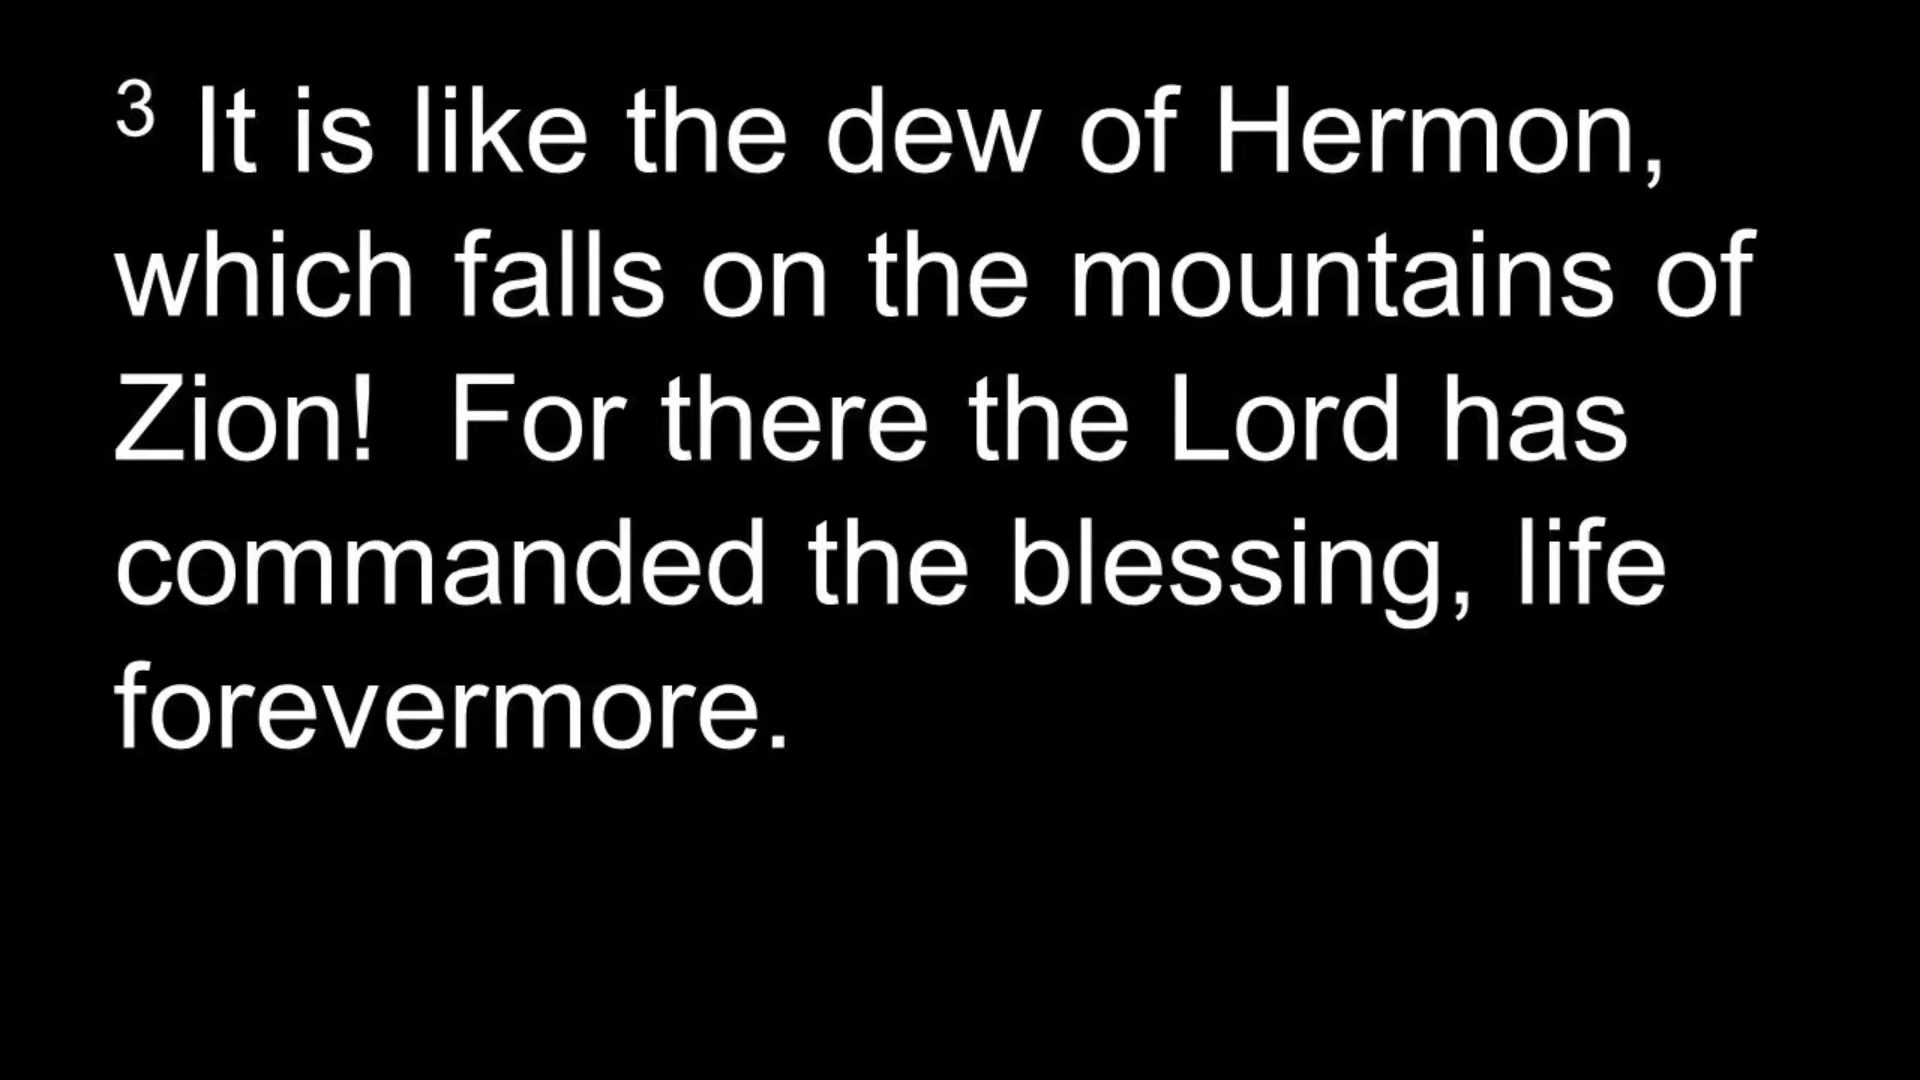 3 It is like the dew of Hermon,
which falls on the mountains of
Zion!  For there the Lord has
commanded the blessing, life
forevermore.